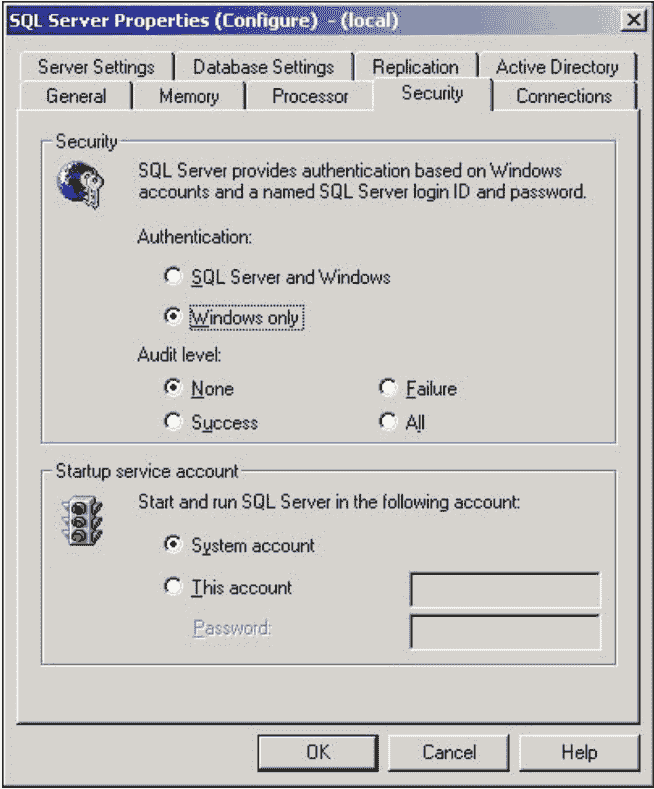 SQL Server Properties (Configure) - (local)
Server Settings
Database Settings
Replication
Active Directory
General
Memory
Processor
Security
Connections
Security
SQL Server provides authentication based on Windows
accounts and a named SQL Server login ID and password.
Authentication:
SQL Server and Windows
Windows only
Audit level:
None
Failure
Success
All
Startup service account
Start and run SQL Server in the following account:
System account
This account
Password:
OK
Cancel
Help